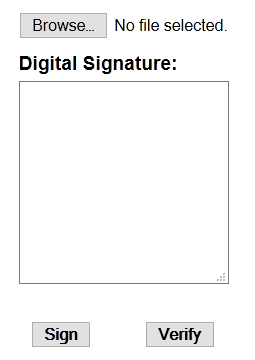 Browse... No file selected.
Digital Signature:
Sign Verify